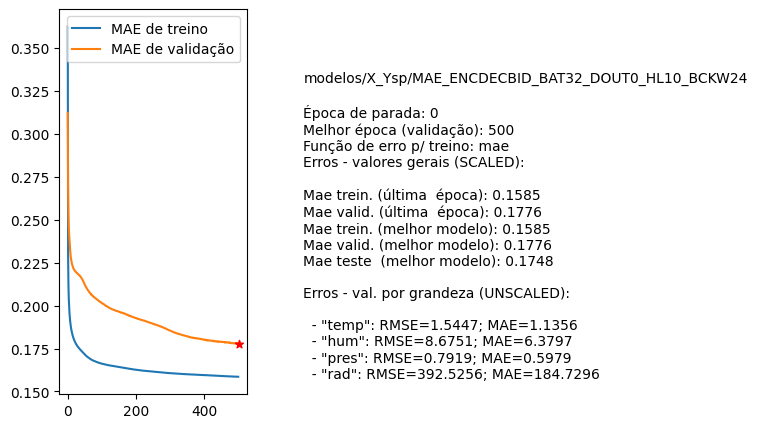 MAE de treino
MAE de validação
0.350
0.325
0.300
0.275
0.250
0.225
0.200
0.175
0.150
0
200
400
modelos/X_Ysp/MAE_ENCDECBID_BAT32_DOUT0_HL10_BCKW24
Época de parada: 0
Melhor época (validação): 500
Função de erro p/ treino: mae
Erros - valores gerais (SCALED):
Mae trein. (última  época): 0.1585
Mae valid. (última  época): 0.1776
Mae trein. (melhor modelo): 0.1585
Mae valid. (melhor modelo): 0.1776
Mae teste  (melhor modelo): 0.1748
Erros - val. por grandeza (UNSCALED):
- "temp": RMSE=1.5447; MAE=1.1356
- "hum": RMSE=8.6751; MAE=6.3797
- "pres": RMSE=0.7919; MAE=0.5979
- "rad": RMSE=392.5256; MAE=184.7296